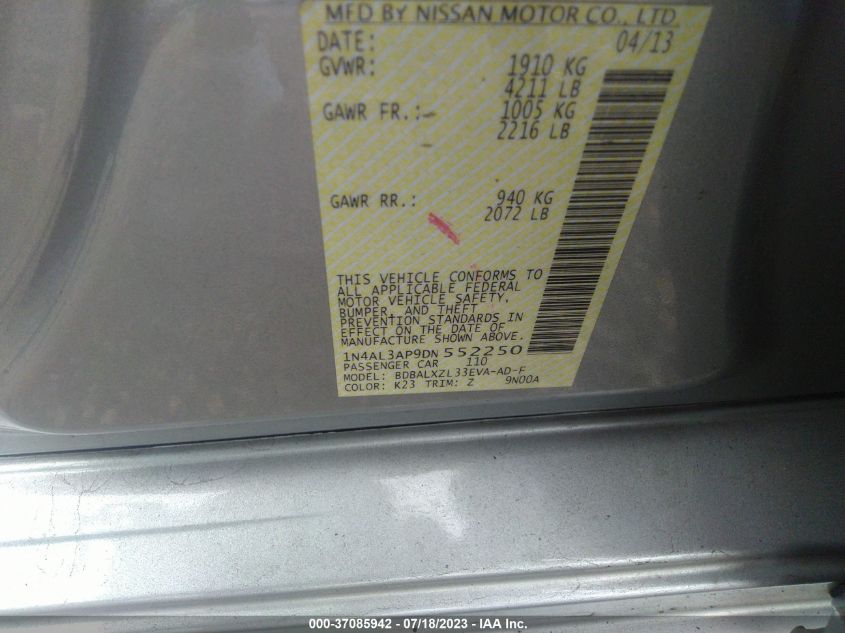 MFD BY NISSAN MOTOR CO., LTD.
DATE: 04/13
GVWR: 1910 KG
4211 LB
GAWR FR.: 1005 KG
2216 LB
GAWR RR.: 940 KG
2072 LB
THIS VEHICLE CONFORMS TO
ALL APPLICABLE FEDERAL
MOTOR VEHICLE SAFETY,
BUMPER, AND THEFT
PREVENTION STANDARDS IN
EFFECT ON THE DATE OF
MANUFACTURE SHOWN ABOVE.
1N4AL3AP9DN 552250
PASSENGER CAR 110
MODEL: BDBALXZL33EVA-AD-F
COLOR: K23 TRIM: Z 9N00A
000-37085942 - 07/18/2023 - IAA Inc.